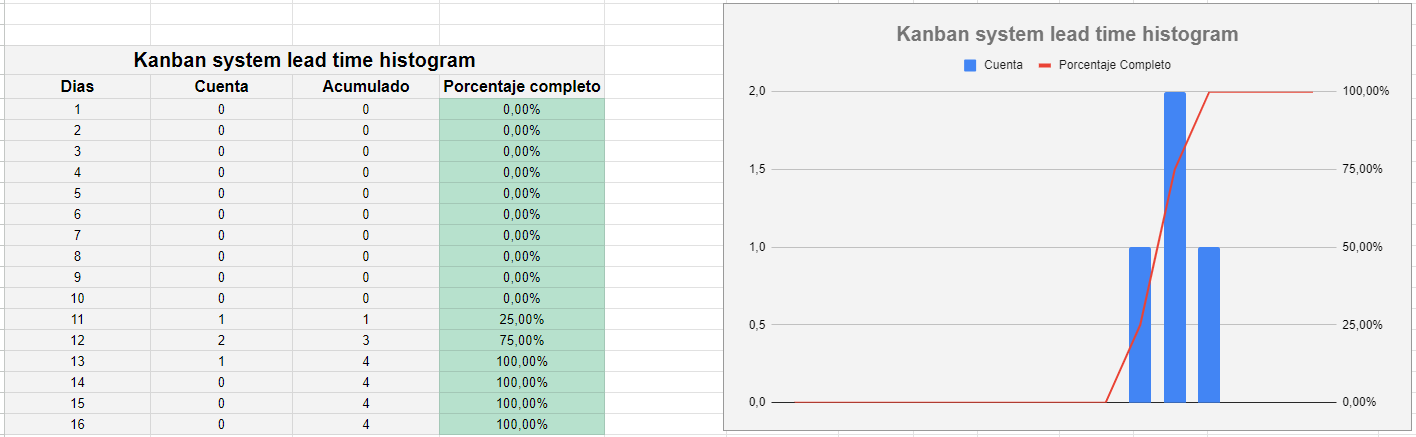 Kanban system lead time histogram
Dias Cuenta Acumulado Porcentaje completo
1 0 0 0,00%
2 0 0 0,00%
3 0 0 0,00%
4 0 0 0,00%
5 0 0 0,00%
6 0 0 0,00%
7 0 0 0,00%
8 0 0 0,00%
9 0 0 0,00%
10 0 0 0,00%
11 1 1 25,00%
12 2 3 75,00%
13 1 4 100,00%
14 0 4 100,00%
15 0 4 100,00%
16 0 4 100,00%
Kanban system lead time histogram
Cuenta Porcentaje Completo
2,0 100,00%
1,5 75,00%
1,0 50,00%
0,5 25,00%
0,0 0,00%